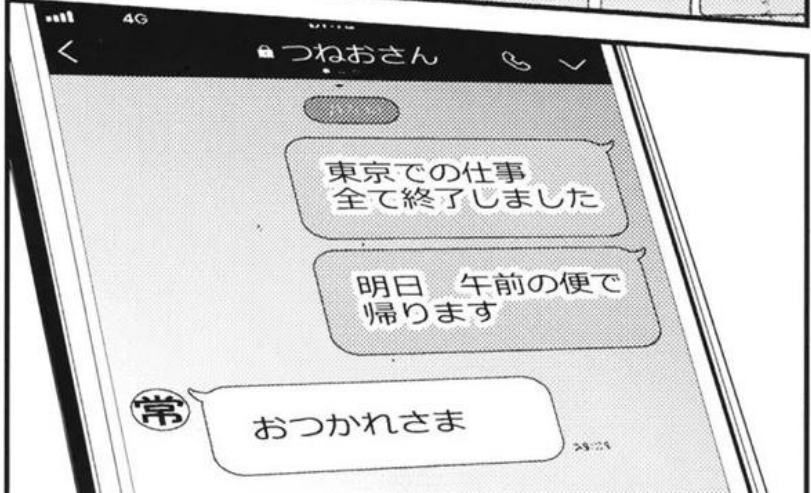 4G
つねおさん
東京での仕事
全て終了しました
明日　午前の便で
帰ります
常
おつかれさま